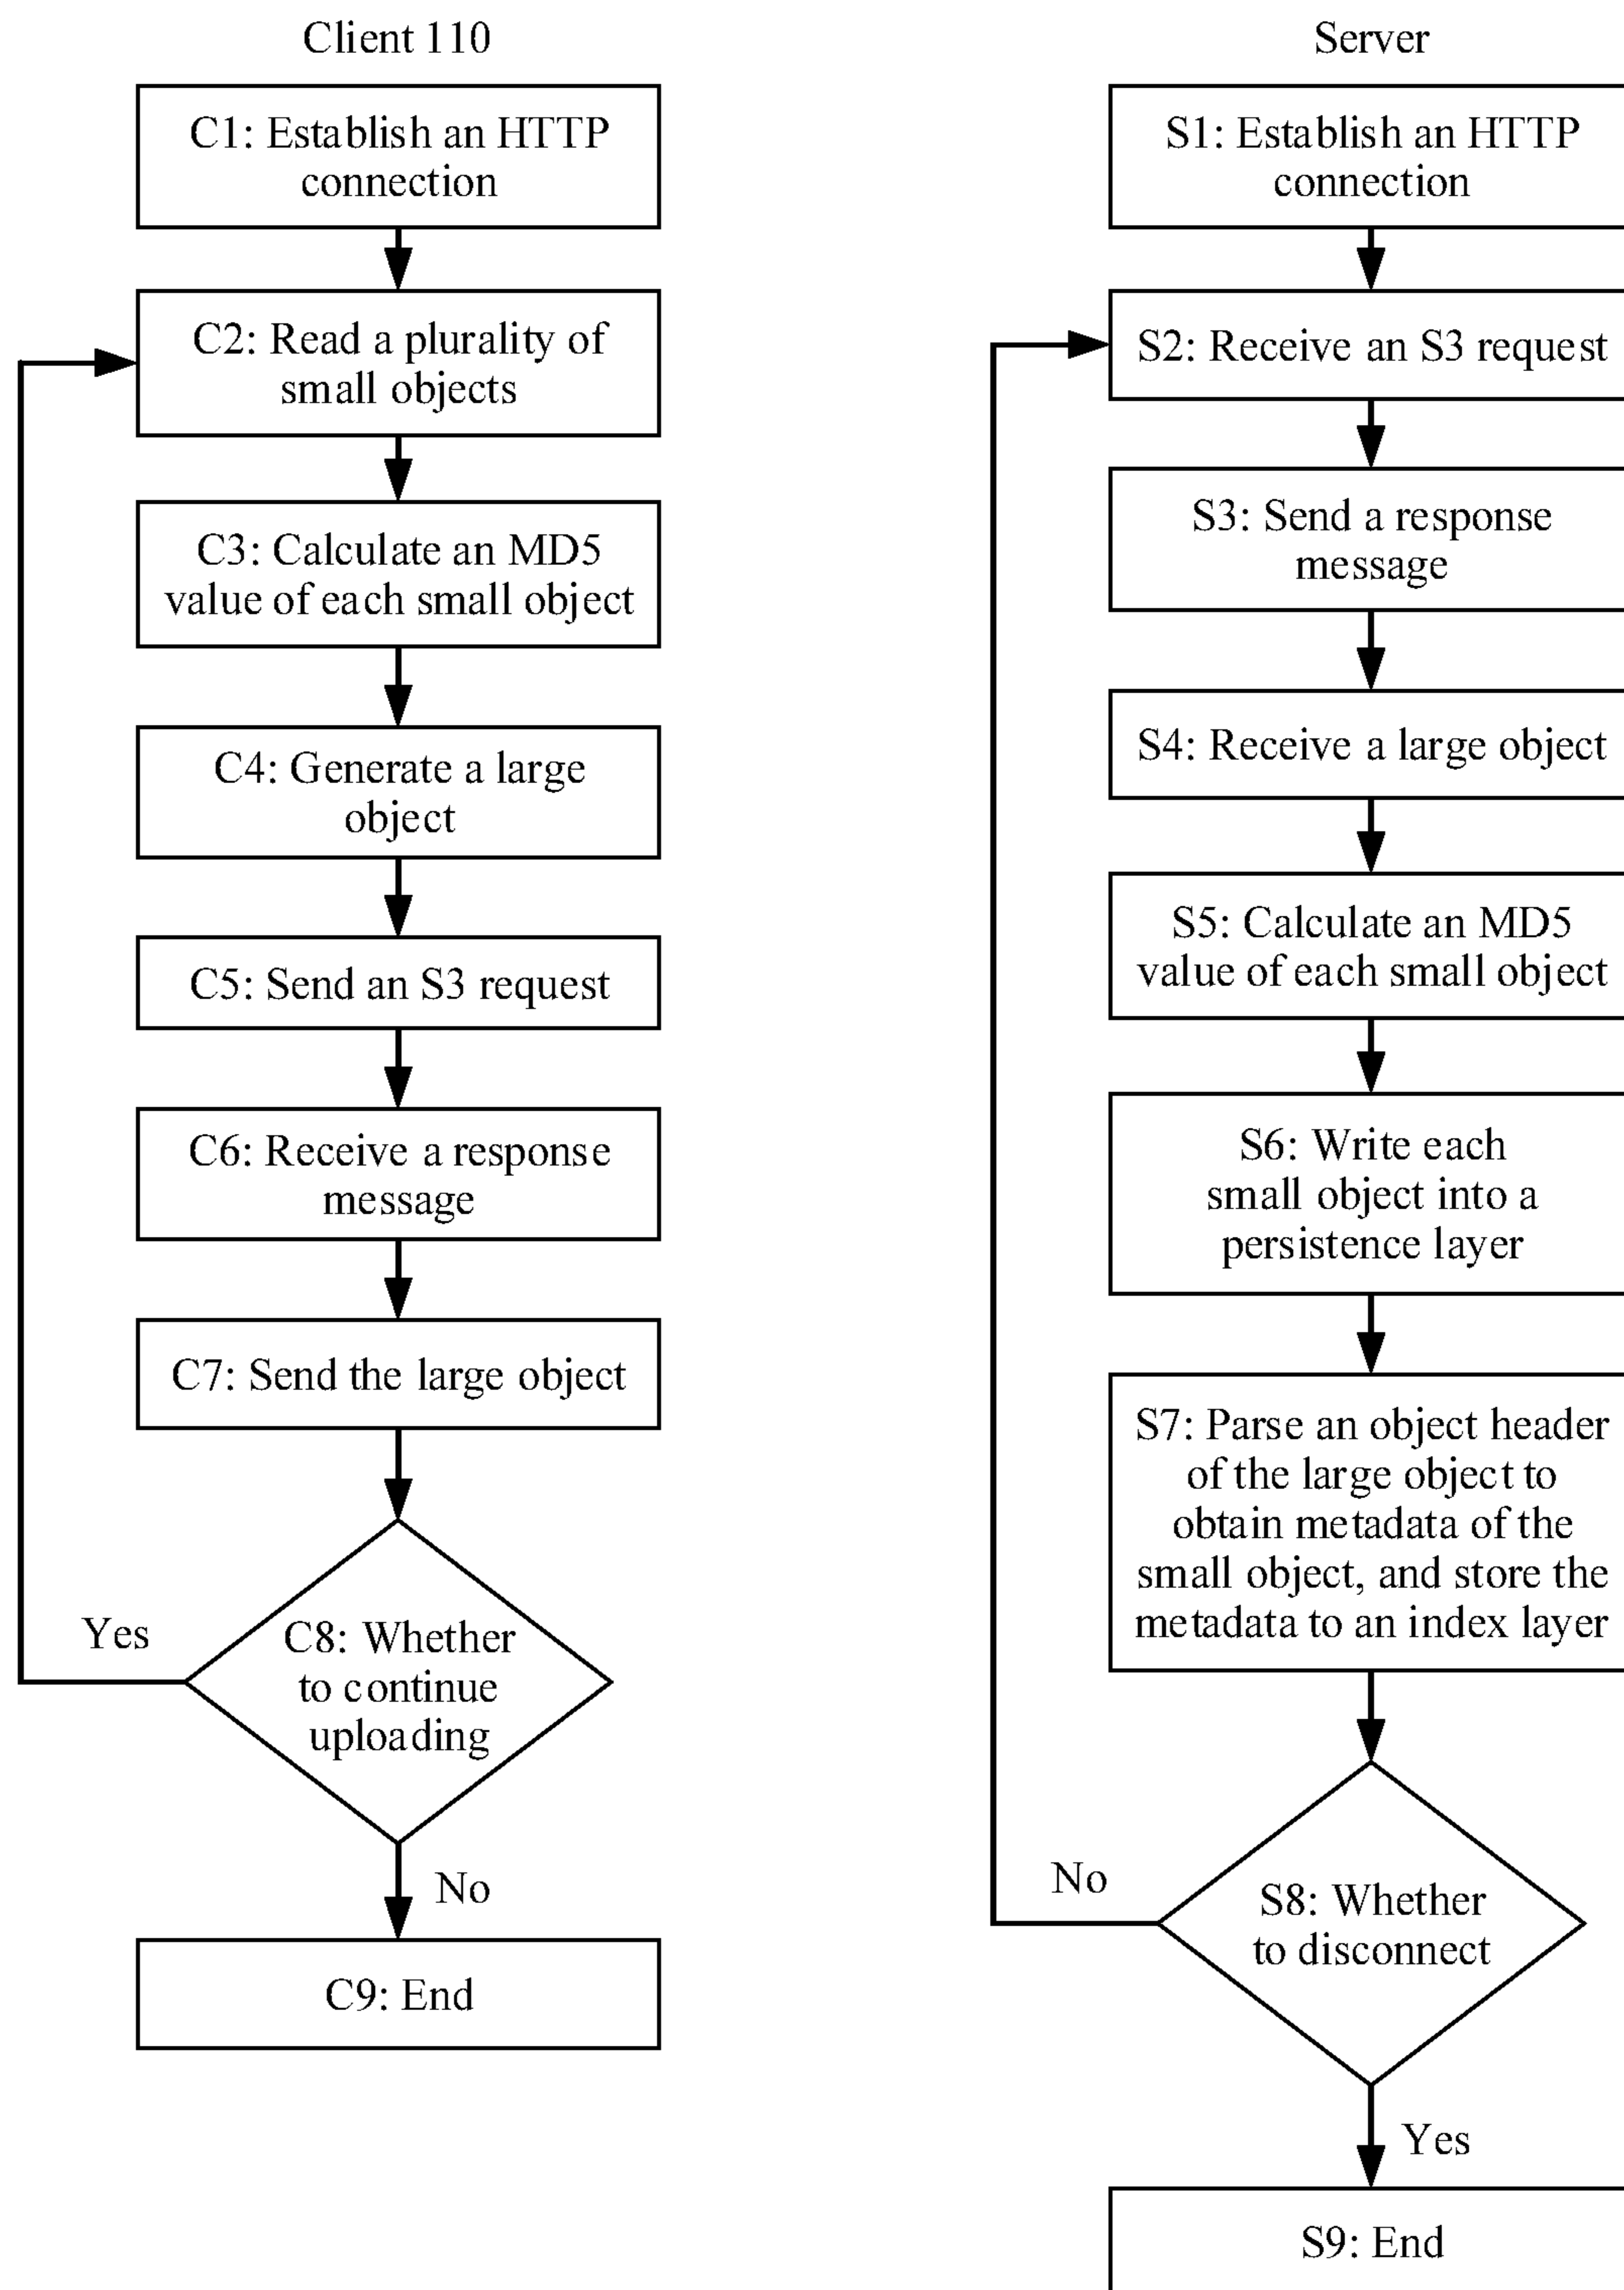 Client 110
C1: Establish an HTTP
connection
C2: Read a plurality of
small objects
C3: Calculate an MD5
value of each small object
C4: Generate a large
object
C5: Send an S3 request
C6: Receive a response
message
C7: Send the large object
C8: Whether
to continue
uploading
Yes
No
C9: End
Server
S1: Establish an HTTP
connection
S2: Receive an S3 request
S3: Send a response
message
S4: Receive a large object
S5: Calculate an MD5
value of each small object
S6: Write each
small object into a
persistence layer
S7: Parse an object header
of the large object to
obtain metadata of the
small object, and store the
metadata to an index layer
S8: Whether
to disconnect
No
Yes
S9: End